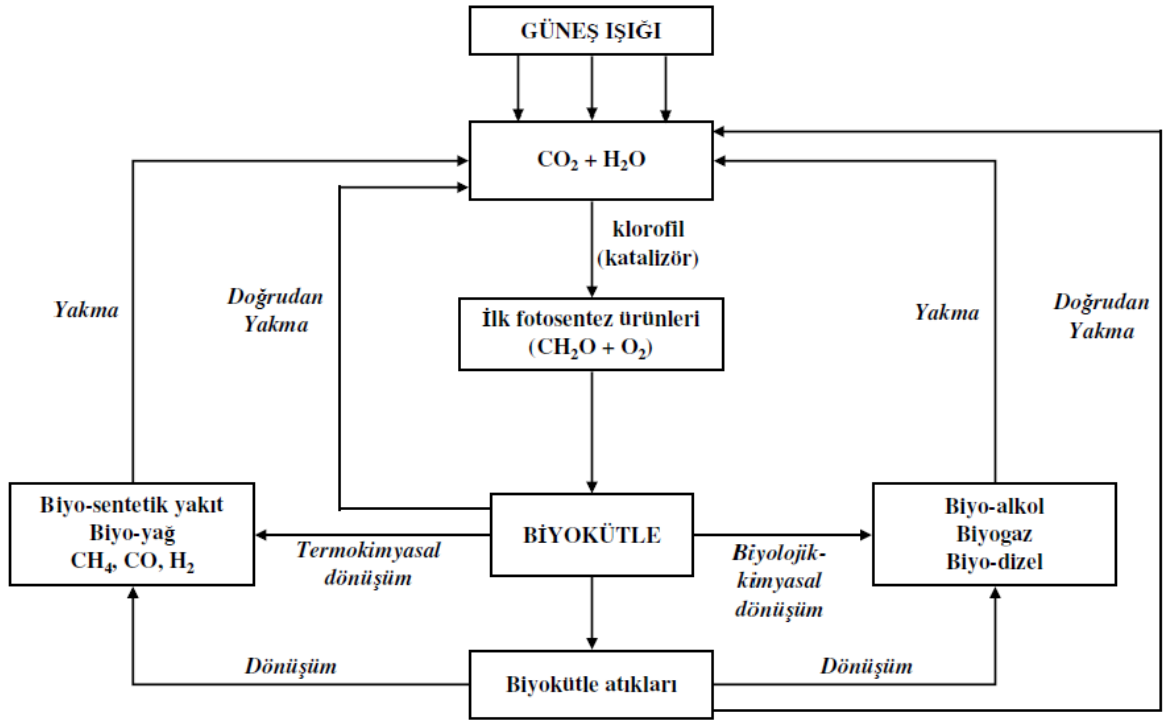 GÜNEŞ IŞIĞI
CO₂ + H₂O
klorofil
(katalizör)
Yakma
Doğrudan
Yakma
İlk fotosentez ürünleri
(CH₂O + O₂)
Yakma
Doğrudan
Yakma
Biyo-sentetik yakıt
Biyo-yağ
CH₄, CO, H₂
Termokimyasal
dönüşüm
BİYOKÜTLE
Biyolojik-
kimyasal
dönüşüm
Biyo-alkol
Biyogaz
Biyo-dizel
Dönüşüm
Biyokütle atıkları
Dönüşüm